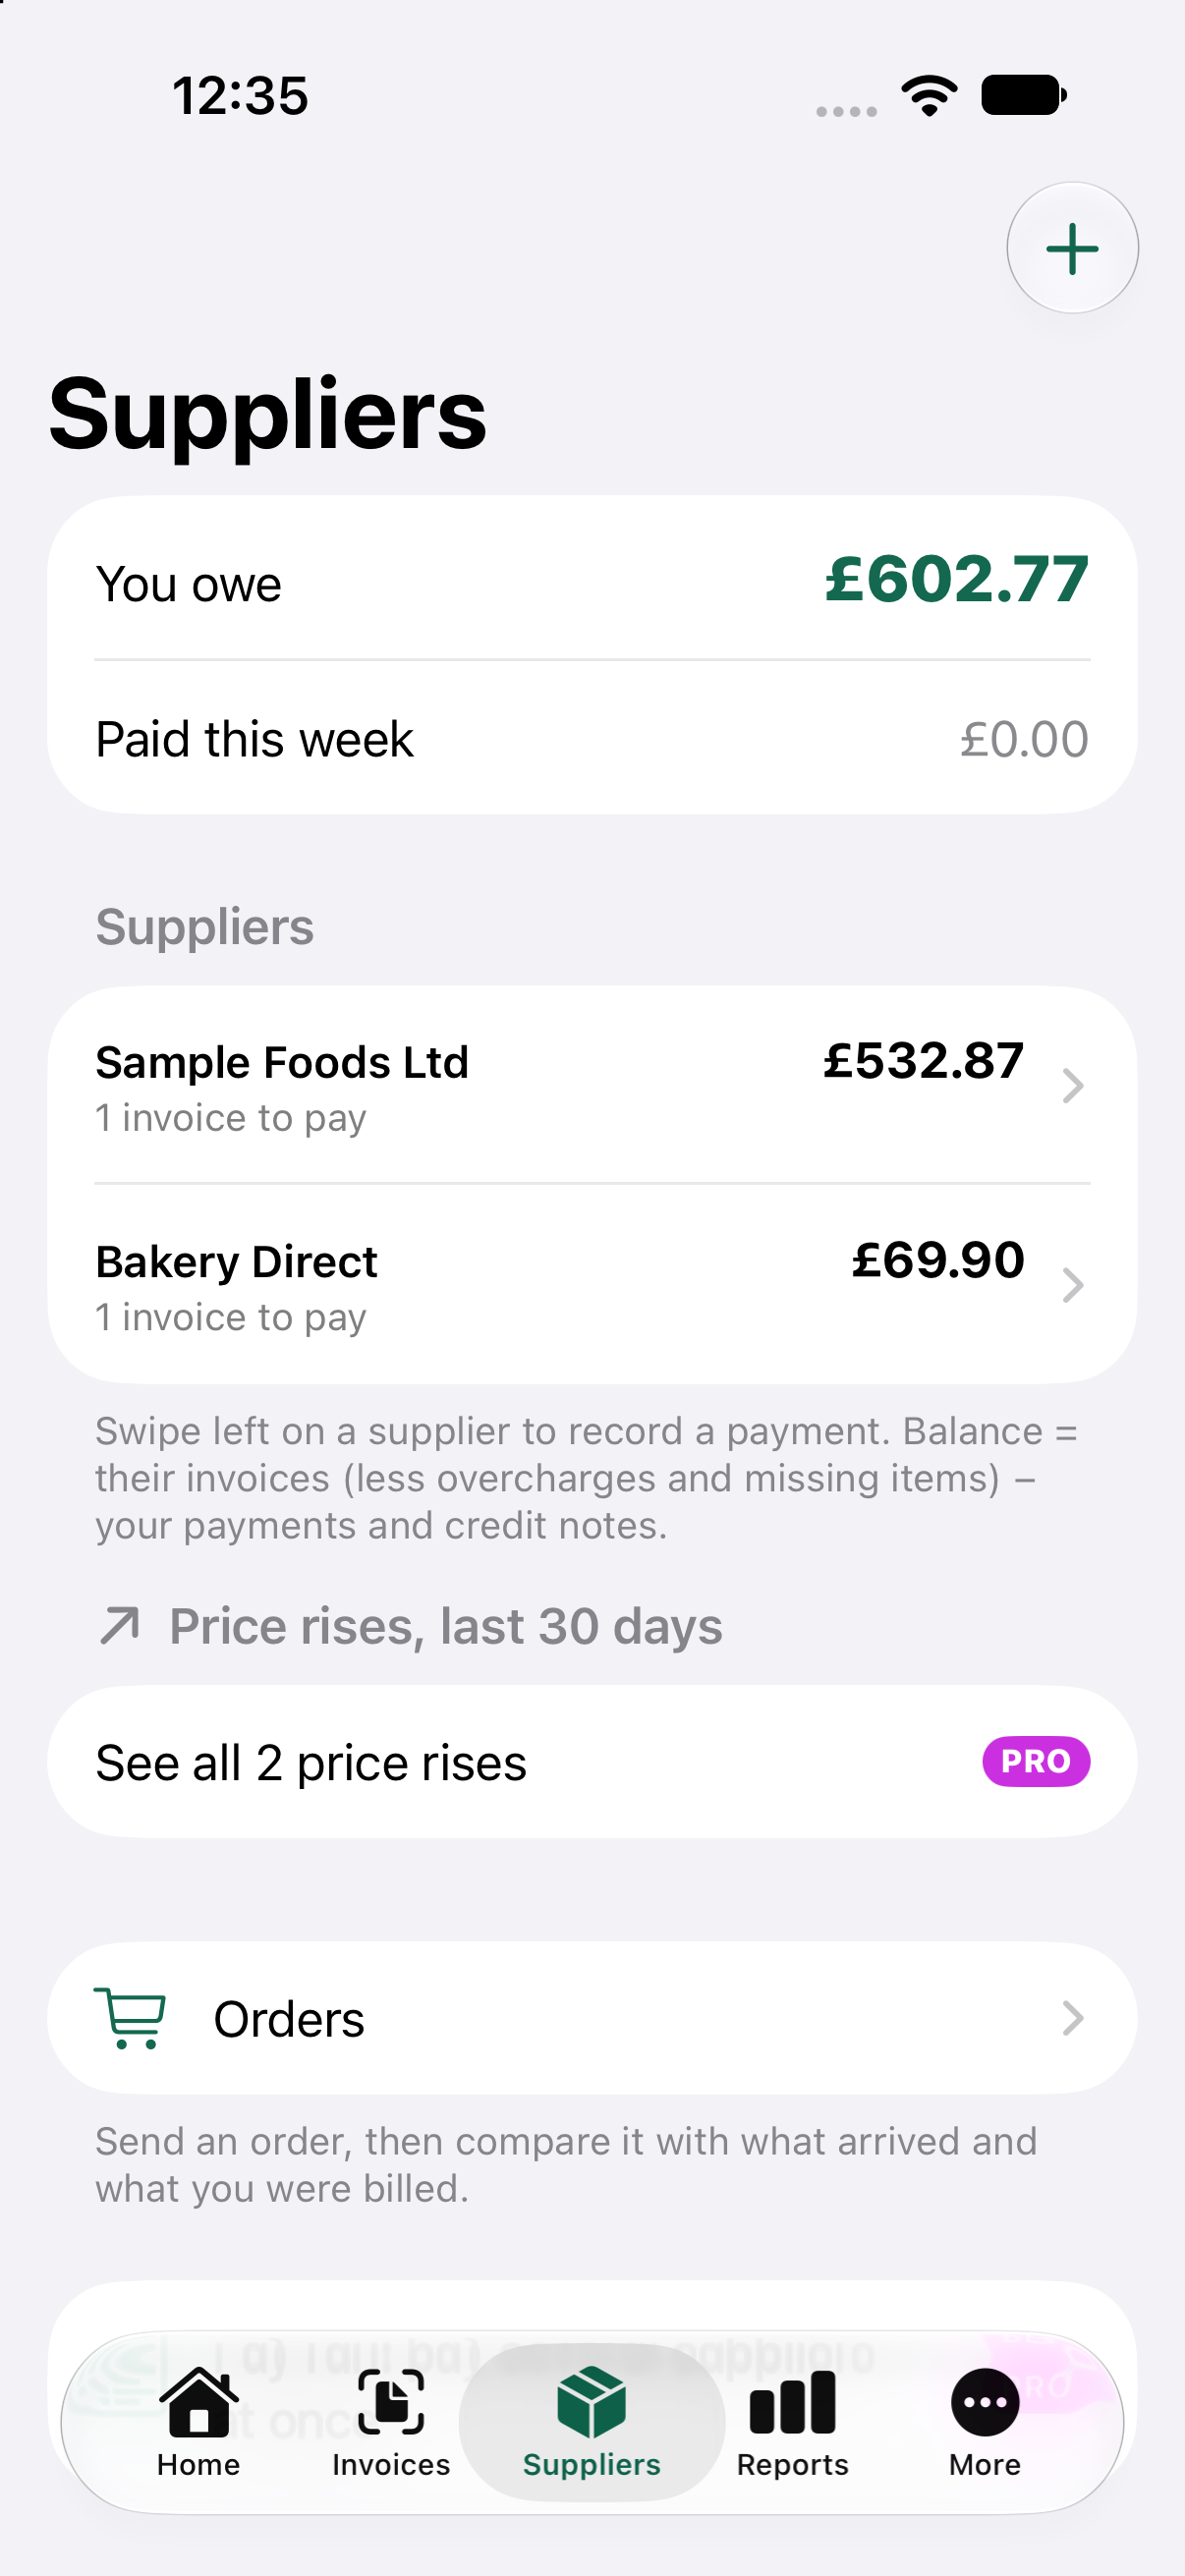 12:35
Suppliers
You owe
£602.77
Paid this week
£0.00
Suppliers
Sample Foods Ltd
£532.87
1 invoice to pay
Bakery Direct
£69.90
1 invoice to pay
Swipe left on a supplier to record a payment. Balance =
their invoices (less overcharges and missing items) –
your payments and credit notes.
Price rises, last 30 days
See all 2 price rises
PRO
Orders
Send an order, then compare it with what arrived and
what you were billed.
Home
Invoices
Suppliers
Reports
More